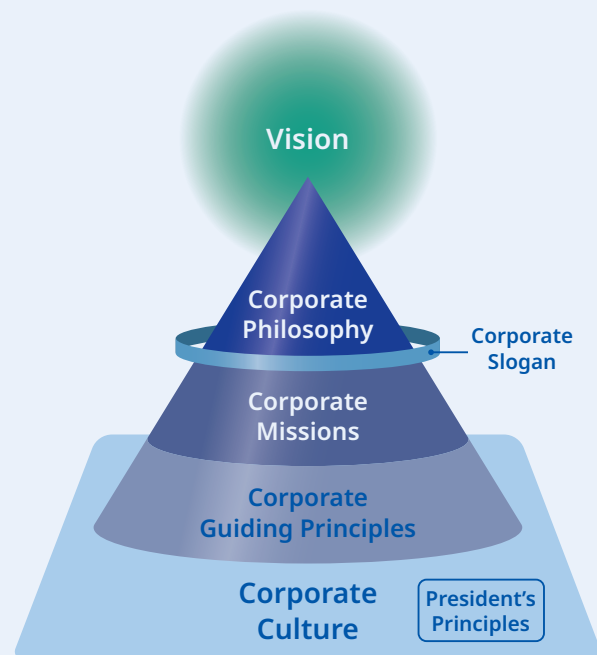 Vision
Corporate
Philosophy
Corporate
Slogan
Corporate
Missions
Corporate
Guiding Principles
Corporate
Culture
President’s
Principles